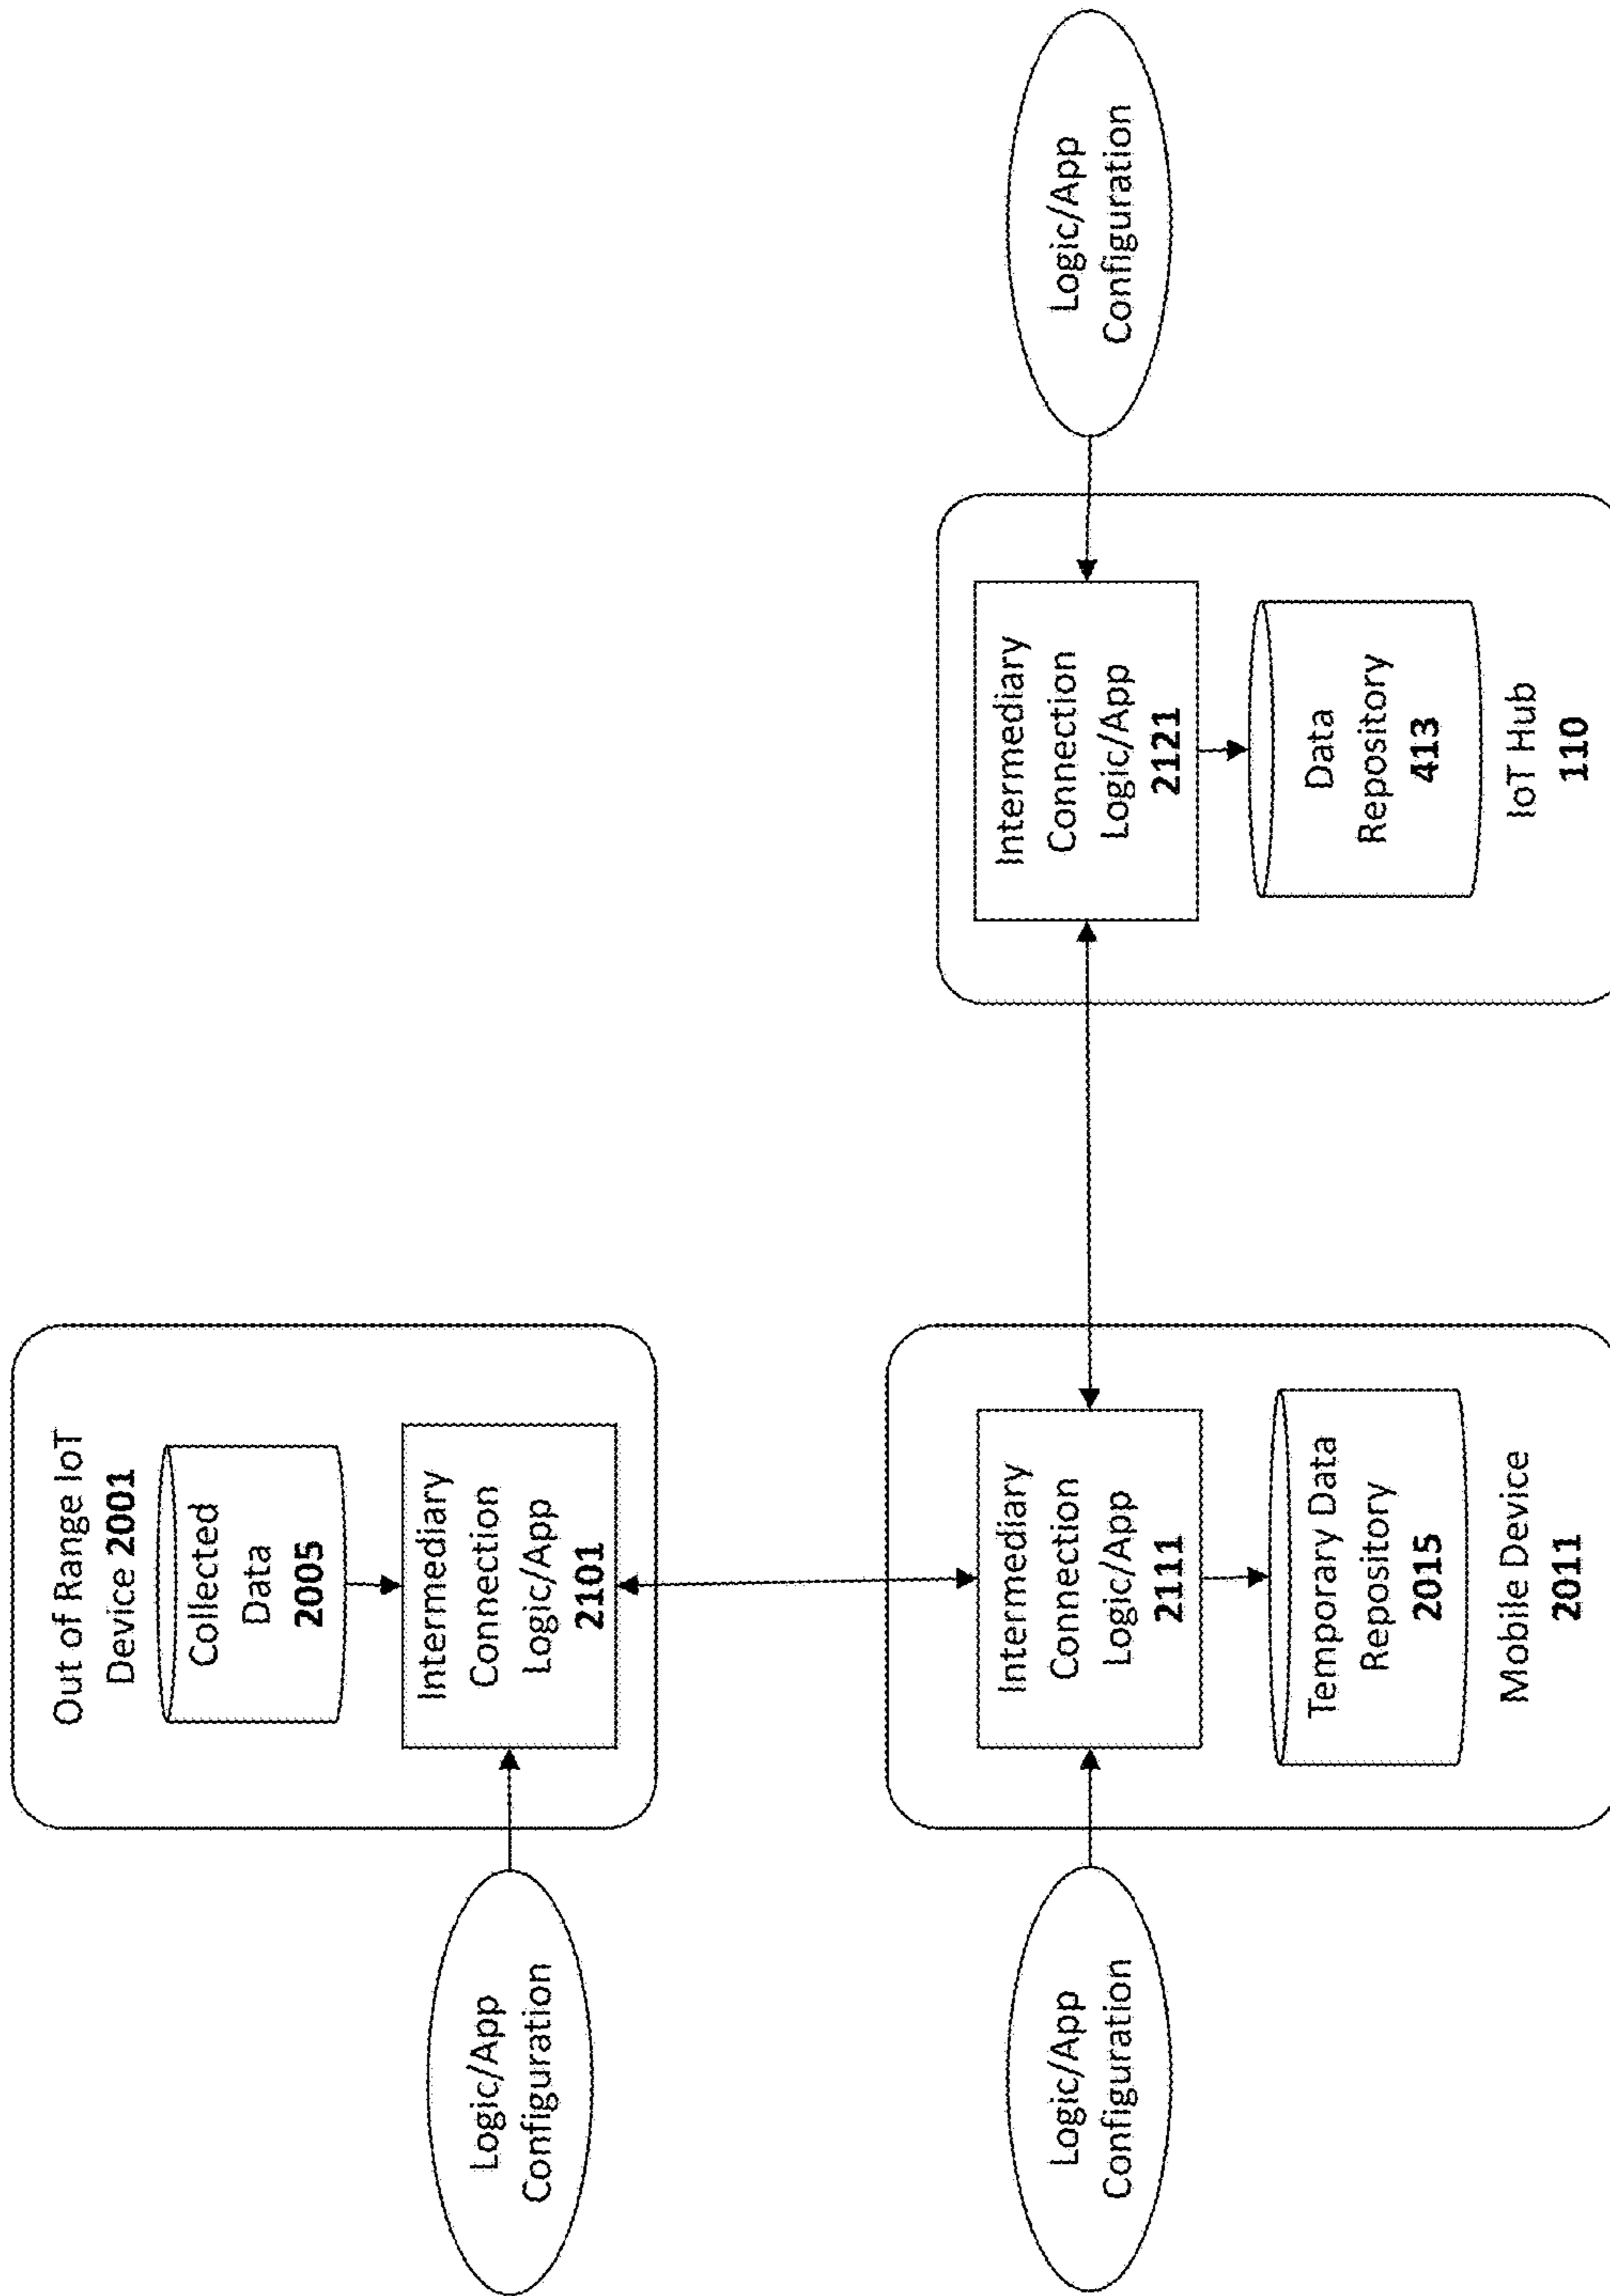 Out of Range IoT
Device 2001
Collected
Data
2005
Intermediary
Connection
Logic/App
2101
Logic/App
Configuration
Logic/App
Configuration
Intermediary
Connection
Logic/App
2111
Temporary Data
Repository
2015
Mobile Device
2011
Intermediary
Connection
Logic/App
2121
Data
Repository
413
IoT Hub
110
Logic/App
Configuration